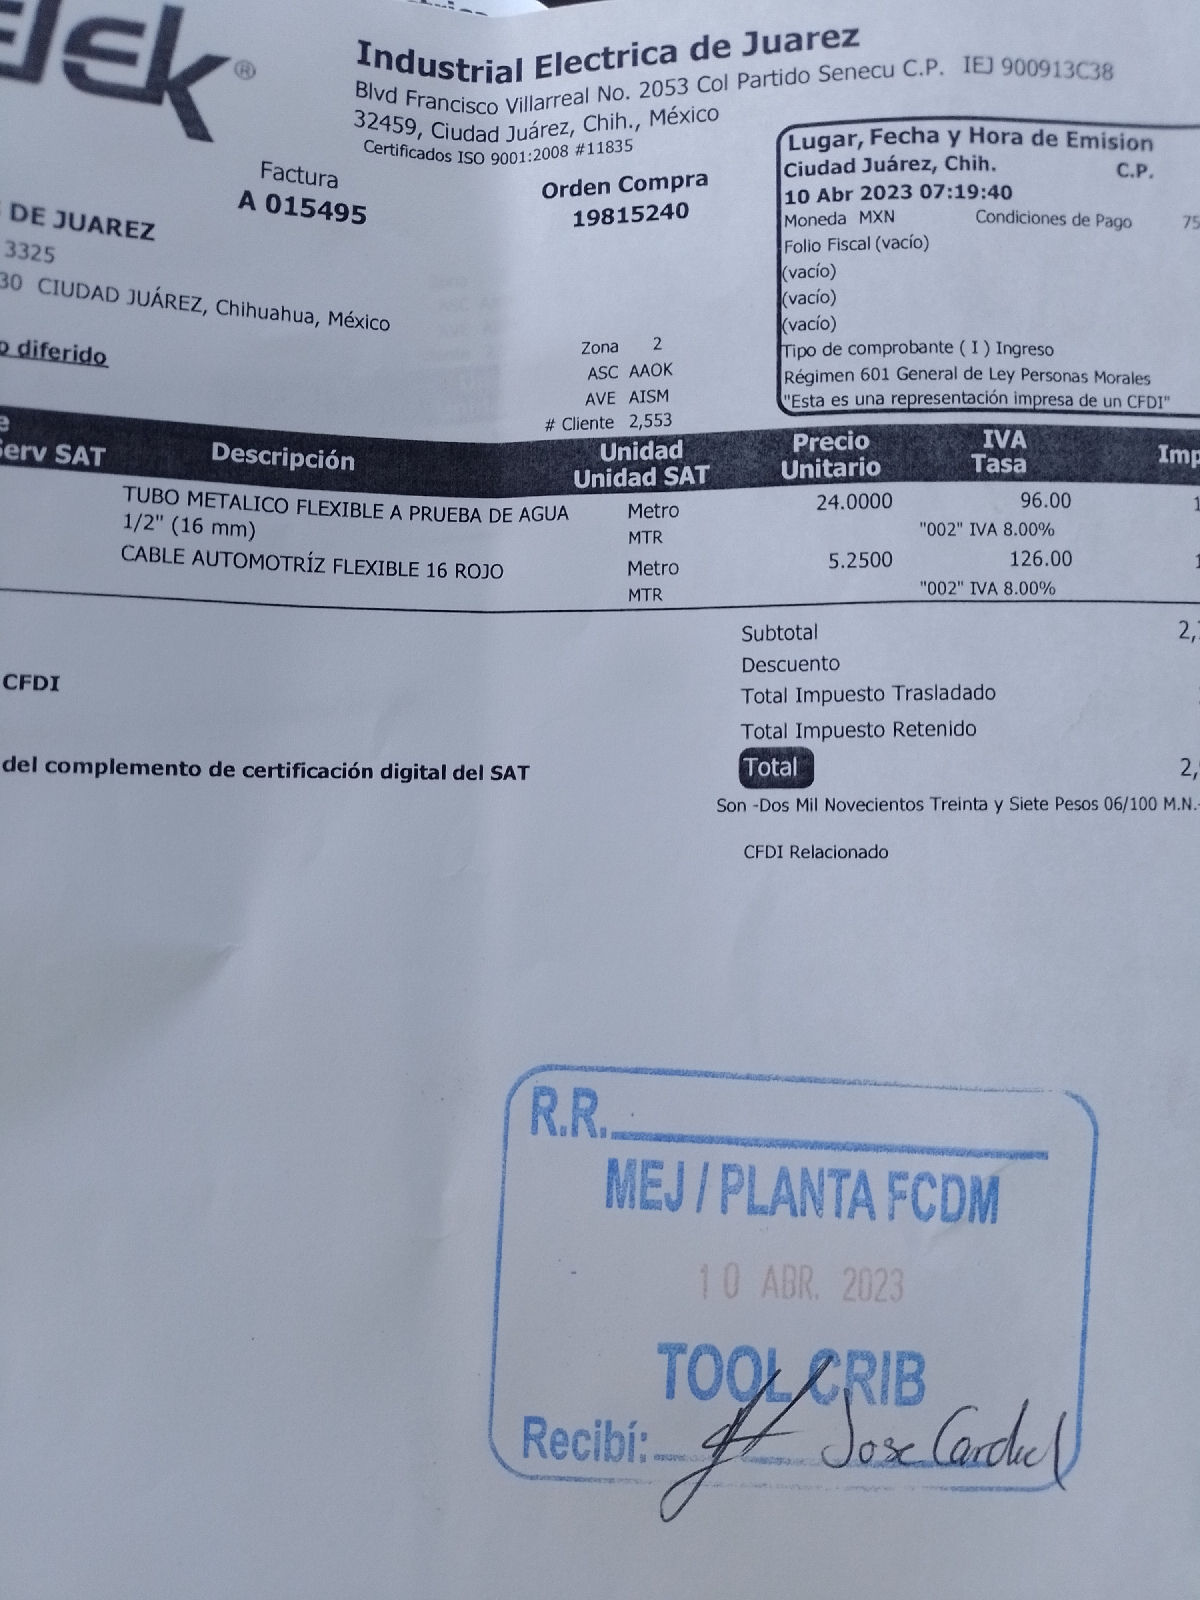 elek®
Industrial Electrica de Juarez
Blvd Francisco Villarreal No. 2053 Col Partido Senecu C.P. IEJ 900913C38
32459, Ciudad Juárez, Chih., México
Certificados ISO 9001:2008 #11835
Factura
A 015495
Orden Compra
19815240
Lugar, Fecha y Hora de Emision
Ciudad Juárez, Chih. C.P.
10 Abr 2023 07:19:40
Moneda MXN Condiciones de Pago 75
Folio Fiscal (vacío)
(vacío)
(vacío)
(vacío)
Tipo de comprobante ( I ) Ingreso
Régimen 601 General de Ley Personas Morales
"Esta es una representación impresa de un CFDI"
DE JUAREZ
3325
30 CIUDAD JUÁREZ, Chihuahua, México
o diferido
Zona 2
ASC AAOK
AVE AISM
# Cliente 2,553
e
Serv SAT Descripción Unidad Unidad SAT Precio Unitario IVA Tasa Imp
TUBO METALICO FLEXIBLE A PRUEBA DE AGUA Metro 24.0000 96.00 1
1/2" (16 mm) MTR "002" IVA 8.00%
CABLE AUTOMOTRÍZ FLEXIBLE 16 ROJO Metro 5.2500 126.00 1
MTR "002" IVA 8.00%
Subtotal 2,
Descuento
Total Impuesto Trasladado
Total Impuesto Retenido
Total 2,
Son -Dos Mil Novecientos Treinta y Siete Pesos 06/100 M.N.-
CFDI Relacionado
CFDI
del complemento de certificación digital del SAT
R.R.
MEJ / PLANTA FCDM
10 ABR. 2023
TOOL CRIB
Recibí: Jose Cardiel